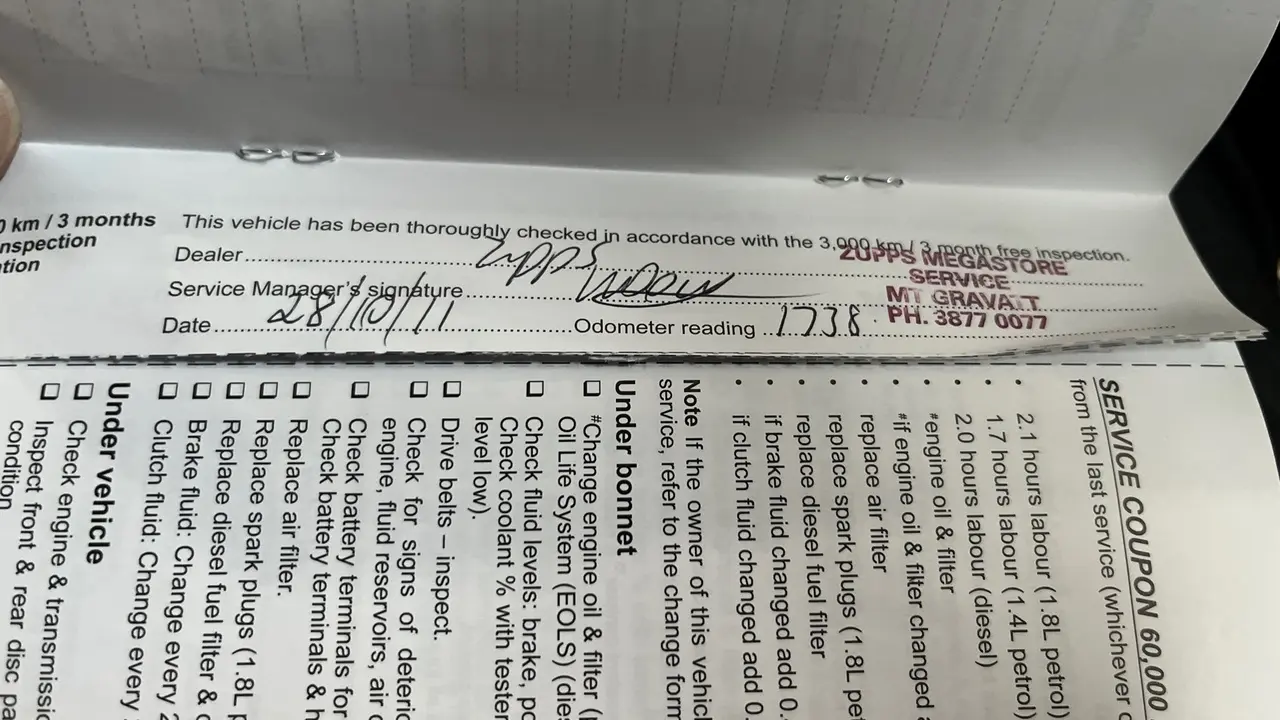 0 km / 3 months
nspection
tion
This vehicle has been thoroughly checked in accordance with the 3,000 km / 3 month free inspection.
Dealer Zupps
Service Manager's signature
Date 28/10/11 Odometer reading 1738
ZUPPS MEGASTORE
SERVICE
MT GRAVATT
PH. 3877 0077
SERVICE COUPON 60,000
from the last service (whichever
• 2.1 hours labour (1.8L petrol)
• 1.7 hours labour (1.4L petrol)
• 2.0 hours labour (diesel)
• #engine oil & filter
• #if engine oil & filter changed
• replace air filter
• replace spark plugs (1.8L pet
• replace diesel fuel filter
• if brake fluid changed add 0.
• if clutch fluid changed add 0.
Note If the owner of this vehic
service, refer to the change form
Under bonnet
☐ #Change engine oil & filter (
Oil Life System (EOLS) (dies
☐ Check fluid levels: brake, po
Check coolant % with tester
level low).
☐ Drive belts – inspect.
☐ Check for signs of deterio
engine, fluid reservoirs, air c
☐ Check battery terminals for
Check battery terminals & h
☐ Replace air filter.
☐ Replace spark plugs (1.8L p
☐ Replace diesel fuel filter & c
☐ Brake fluid: Change every 2
☐ Clutch fluid: Change every
Under vehicle
☐ Check engine & transmissio
☐ Inspect front & rear disc pa
condition